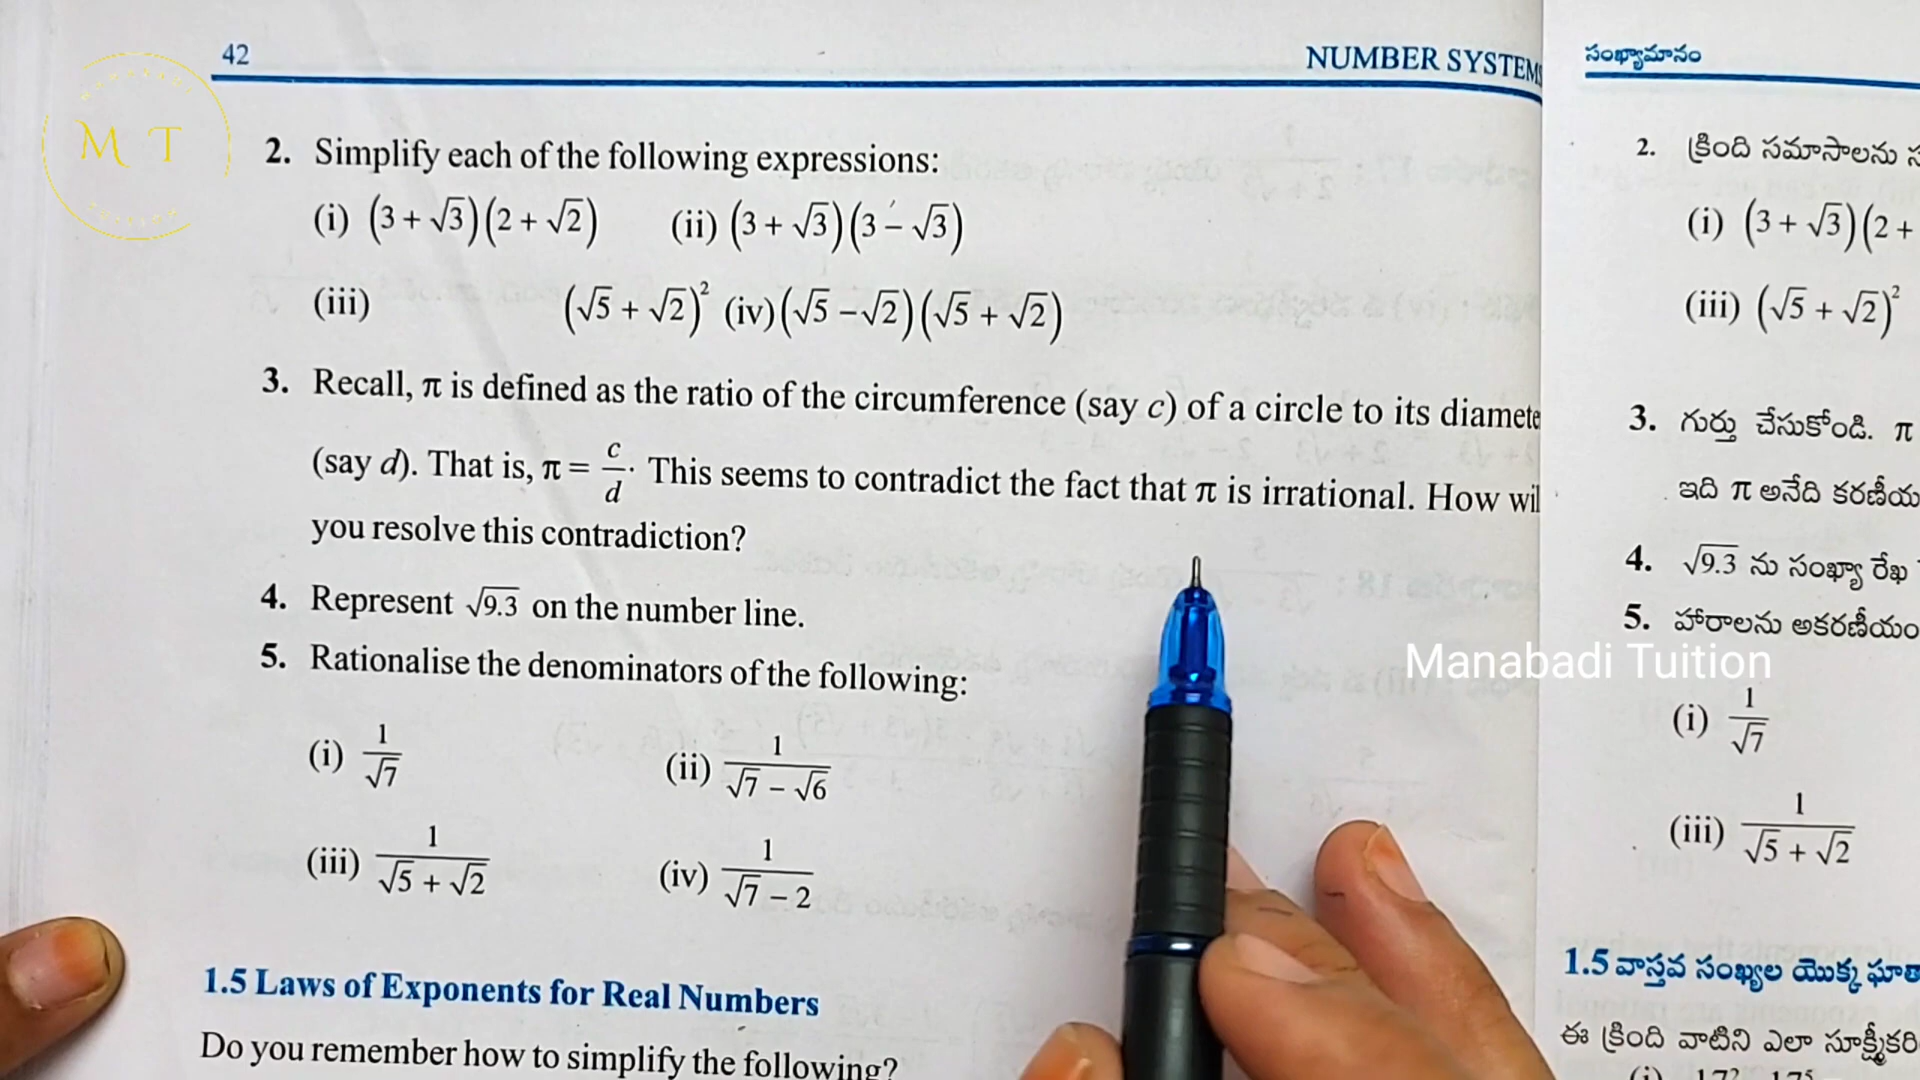 42
NUMBER SYSTEMS
M T
2. Simplify each of the following expressions:
(i) (3 + √3)(2 + √2) (ii) (3 + √3)(3 − √3)
(iii) (√5 + √2)² (iv) (√5 − √2)(√5 + √2)
3. Recall, π is defined as the ratio of the circumference (say c) of a circle to its diamete
(say d). That is, π = c/d. This seems to contradict the fact that π is irrational. How wil
you resolve this contradiction?
4. Represent √9.3 on the number line.
5. Rationalise the denominators of the following:
(i) 1/√7 (ii) 1/(√7 − √6)
(iii) 1/(√5 + √2) (iv) 1/(√7 − 2)
1.5 Laws of Exponents for Real Numbers
Do you remember how to simplify the following?
సంఖ్యామానం
2. క్రింది సమాసాలను
(i) (3 + √3)(2 +
(iii) (√5 + √2)²
3. గుర్తు చేసుకోండి. π
ఇది π అనేది కరణీయ
4. √9.3 ను సంఖ్యా రేఖ
5. హారాలను అకరణీయం
Manabadi Tuition
(i) 1/√7
(iii) 1/(√5 + √2)
1.5 వాస్తవ సంఖ్యల యొక్క ఘాతా
ఈ క్రింది వాటిని ఎలా సూక్ష్మీకరి